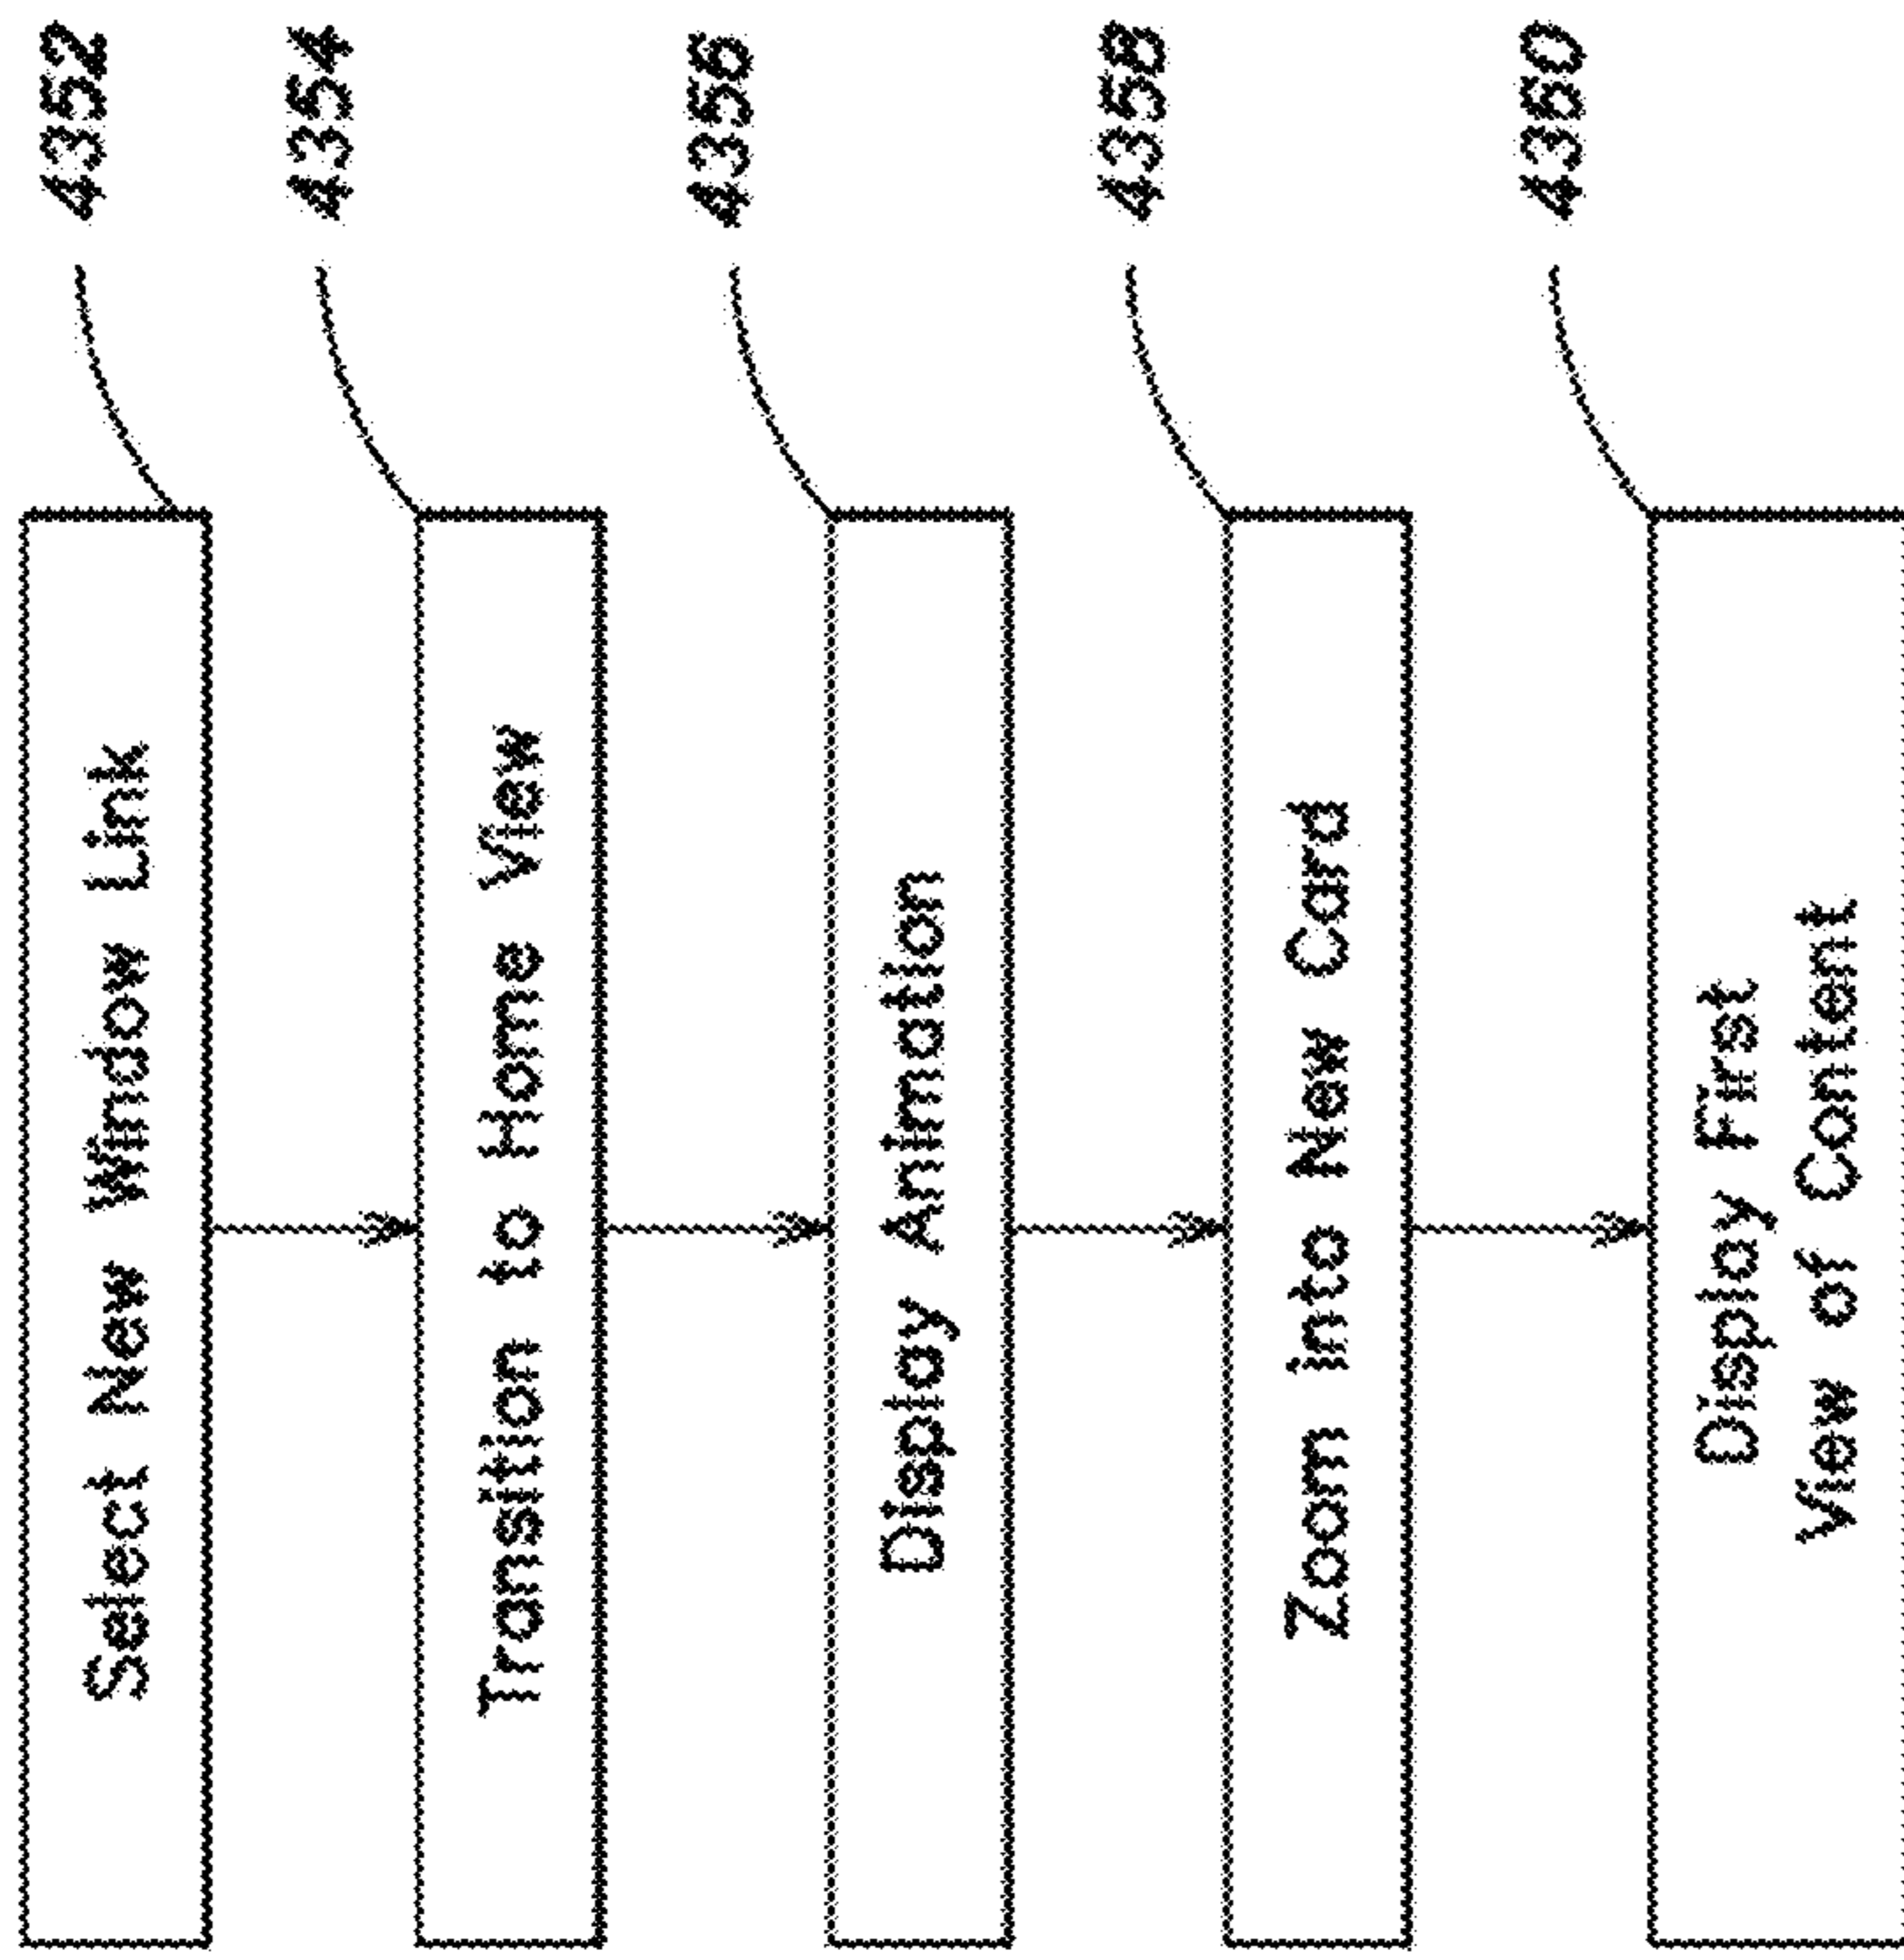 Select New Window Link
4352
Transition to Home View
4354
Display Animation
4356
Zoom into New Card
4358
Display First
View of Content
4360